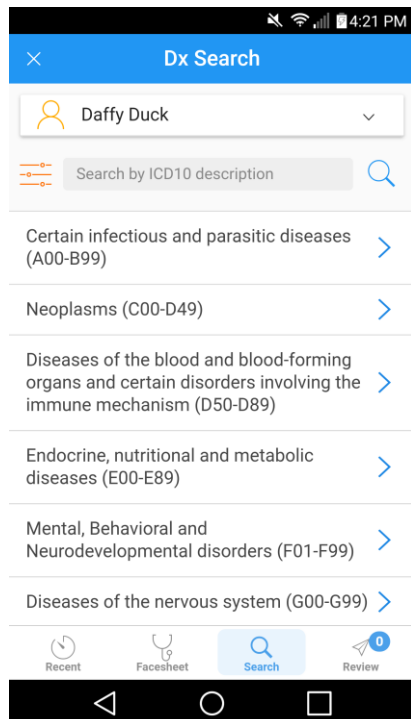 4:21 PM
Dx Search
Daffy Duck
Search by ICD10 description
Certain infectious and parasitic diseases
(A00-B99)
Neoplasms (C00-D49)
Diseases of the blood and blood-forming
organs and certain disorders involving the
immune mechanism (D50-D89)
Endocrine, nutritional and metabolic
diseases (E00-E89)
Mental, Behavioral and
Neurodevelopmental disorders (F01-F99)
Diseases of the nervous system (G00-G99)
0
Recent Facesheet Search Review